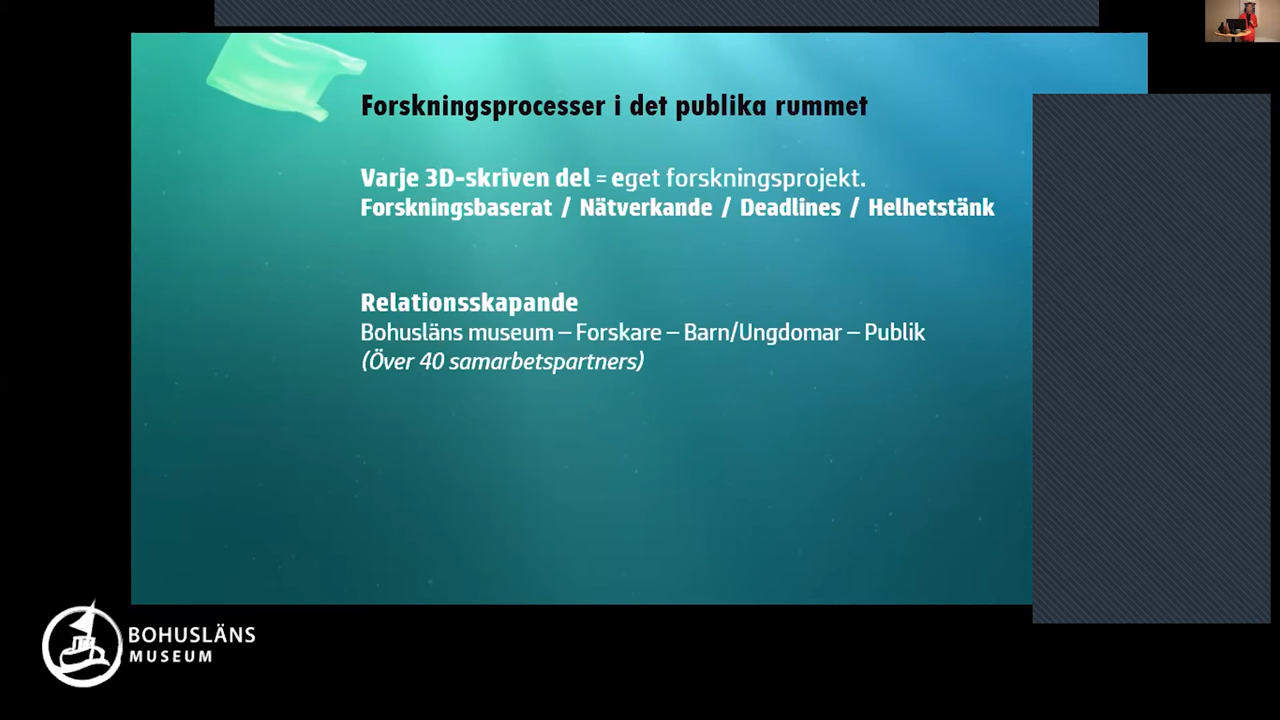 Forskningsprocesser i det publika rummet
Varje 3D-skriven del = eget forskningsprojekt.
Forskningsbaserat / Nätverkande / Deadlines / Helhetstänk
Relationsskapande
Bohusläns museum – Forskare – Barn/Ungdomar – Publik
(Över 40 samarbetspartners)
BOHUSLÄNS
MUSEUM